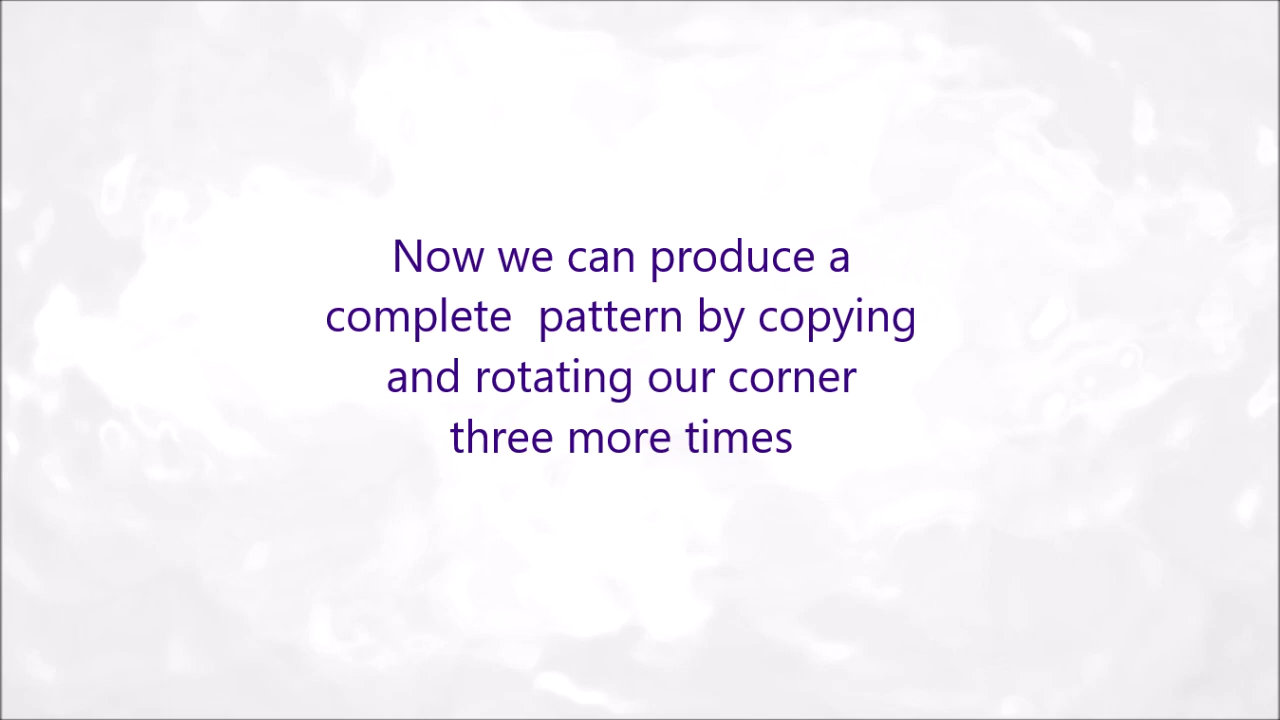 Now we can produce a
complete  pattern by copying
and rotating our corner
three more times